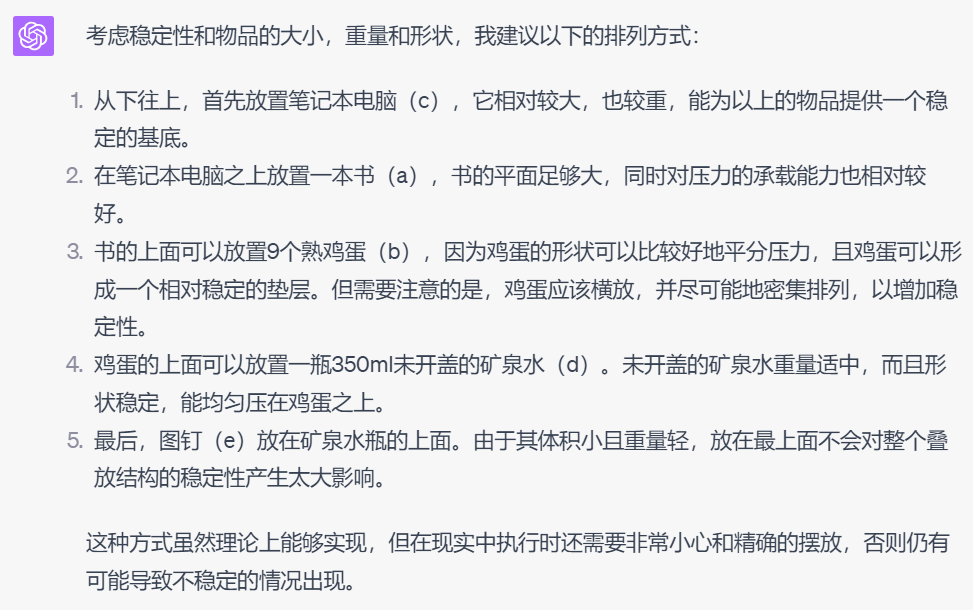 考虑稳定性和物品的大小，重量和形状，我建议以下的排列方式：
1. 从下往上，首先放置笔记本电脑（c），它相对较大，也较重，能为以上的物品提供一个稳
定的基底。
2. 在笔记本电脑之上放置一本书（a），书的平面足够大，同时对压力的承载能力也相对较
好。
3. 书的上面可以放置9个熟鸡蛋（b），因为鸡蛋的形状可以比较好地平分压力，且鸡蛋可以形
成一个相对稳定的垫层。但需要注意的是，鸡蛋应该横放，并尽可能地密集排列，以增加稳
定性。
4. 鸡蛋的上面可以放置一瓶350ml未开盖的矿泉水（d）。未开盖的矿泉水重量适中，而且形
状稳定，能均匀压在鸡蛋之上。
5. 最后，图钉（e）放在矿泉水瓶的上面。由于其体积小且重量轻，放在最上面不会对整个叠
放结构的稳定性产生太大影响。
这种方式虽然理论上能够实现，但在现实中执行时还需要非常小心和精确的摆放，否则仍有
可能导致不稳定的情况出现。